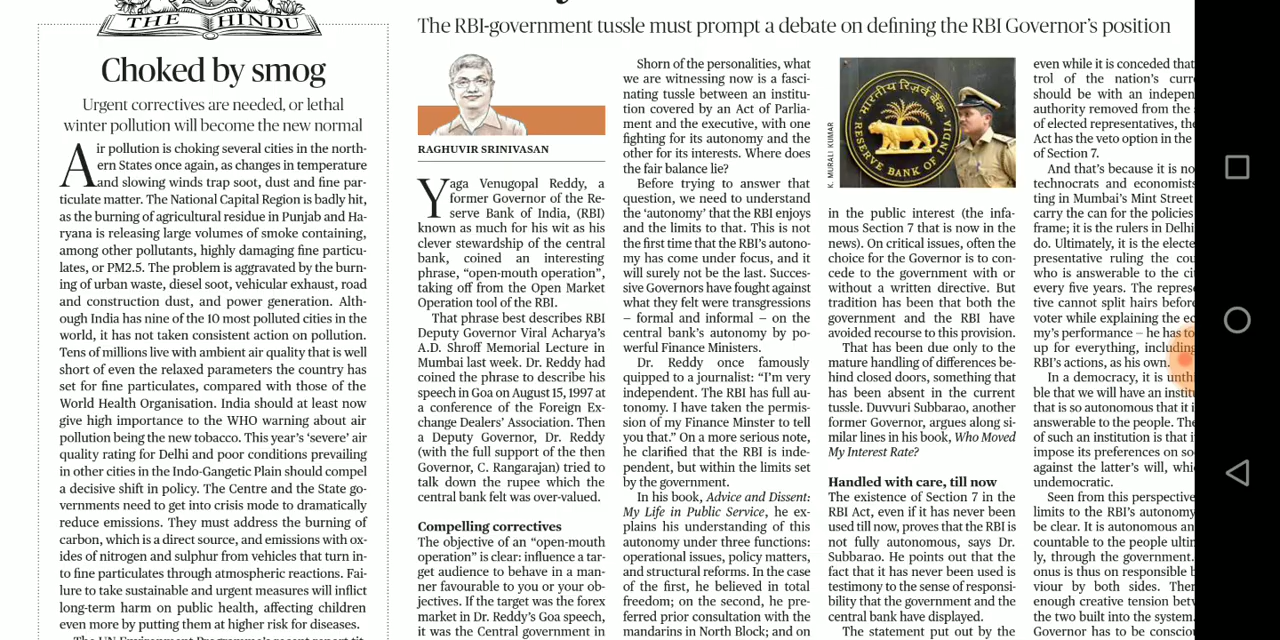 THE HINDU
Choked by smog
Urgent correctives are needed, or lethal
winter pollution will become the new normal
Air pollution is choking several cities in the north-
ern States once again, as changes in temperature
and slowing winds trap soot, dust and fine par-
ticulate matter. The National Capital Region is badly hit,
as the burning of agricultural residue in Punjab and Ha-
ryana is releasing large volumes of smoke containing,
among other pollutants, highly damaging fine particu-
lates, or PM2.5. The problem is aggravated by the burn-
ing of urban waste, diesel soot, vehicular exhaust, road
and construction dust, and power generation. Alth-
ough India has nine of the 10 most polluted cities in the
world, it has not taken consistent action on pollution.
Tens of millions live with ambient air quality that is well
short of even the relaxed parameters the country has
set for fine particulates, compared with those of the
World Health Organisation. India should at least now
give high importance to the WHO warning about air
pollution being the new tobacco. This year's 'severe' air
quality rating for Delhi and poor conditions prevailing
in other cities in the Indo-Gangetic Plain should compel
a decisive shift in policy. The Centre and the State go-
vernments need to get into crisis mode to dramatically
reduce emissions. They must address the burning of
carbon, which is a direct source, and emissions with ox-
ides of nitrogen and sulphur from vehicles that turn in-
to fine particulates through atmospheric reactions. Fai-
lure to take sustainable and urgent measures will inflict
long-term harm on public health, affecting children
even more by putting them at higher risk for diseases.
The RBI-government tussle must prompt a debate on defining the RBI Governor's position
RAGHUVIR SRINIVASAN
Yaga Venugopal Reddy, a
former Governor of the Re-
serve Bank of India, (RBI)
known as much for his wit as his
clever stewardship of the central
bank, coined an interesting
phrase, "open-mouth operation",
taking off from the Open Market
Operation tool of the RBI.
That phrase best describes RBI
Deputy Governor Viral Acharya's
A.D. Shroff Memorial Lecture in
Mumbai last week. Dr. Reddy had
coined the phrase to describe his
speech in Goa on August 15, 1997 at
a conference of the Foreign Ex-
change Dealers' Association. Then
a Deputy Governor, Dr. Reddy
(with the full support of the then
Governor, C. Rangarajan) tried to
talk down the rupee which the
central bank felt was over-valued.
Compelling correctives
The objective of an "open-mouth
operation" is clear: influence a tar-
get audience to behave in a man-
ner favourable to you or your ob-
jectives. If the target was the forex
market in Dr. Reddy's Goa speech,
it was the Central government in
Shorn of the personalities, what
we are witnessing now is a fasci-
nating tussle between an institu-
tion covered by an Act of Parlia-
ment and the executive, with one
fighting for its autonomy and the
other for its interests. Where does
the fair balance lie?
Before trying to answer that
question, we need to understand
the 'autonomy' that the RBI enjoys
and the limits to that. This is not
the first time that the RBI's autono-
my has come under focus, and it
will surely not be the last. Succes-
sive Governors have fought against
what they felt were transgressions
– formal and informal – on the
central bank's autonomy by po-
werful Finance Ministers.
Dr. Reddy once famously
quipped to a journalist: "I'm very
independent. The RBI has full au-
tonomy. I have taken the permis-
sion of my Finance Minster to tell
you that." On a more serious note,
he clarified that the RBI is inde-
pendent, but within the limits set
by the government.
In his book, Advice and Dissent:
My Life in Public Service, he ex-
plains his understanding of this
autonomy under three functions:
operational issues, policy matters,
and structural reforms. In the case
of the first, he believed in total
freedom; on the second, he pre-
ferred prior consultation with the
mandarins in North Block; and on
K. MURALI KUMAR
भारतीय रिज़र्व बैंक
RESERVE BANK OF INDIA
in the public interest (the infa-
mous Section 7 that is now in the
news). On critical issues, often the
choice for the Governor is to con-
cede to the government with or
without a written directive. But
tradition has been that both the
government and the RBI have
avoided recourse to this provision.
That has been due only to the
mature handling of differences be-
hind closed doors, something that
has been absent in the current
tussle. Duvvuri Subbarao, another
former Governor, argues along si-
milar lines in his book, Who Moved
My Interest Rate?
Handled with care, till now
The existence of Section 7 in the
RBI Act, even if it has never been
used till now, proves that the RBI is
not fully autonomous, says Dr.
Subbarao. He points out that the
fact that it has never been used is
testimony to the sense of responsi-
bility that the government and the
central bank have displayed.
The statement put out by the
even while it is conceded that
trol of the nation's curr
should be with an indepen
authority removed from the
of elected representatives, the
Act has the veto option in the
of Section 7.
And that's because it is no
technocrats and economists
ting in Mumbai's Mint Street
carry the can for the policies
frame; it is the rulers in Delhi
do. Ultimately, it is the electe
presentative ruling the cou
who is answerable to the ci
every five years. The repres
tive cannot split hairs before
voter while explaining the ec
my's performance – he has to
up for everything, including
RBI's actions, as his own.
In a democracy, it is unth
ble that we will have an instit
that is so autonomous that it i
answerable to the people. The
of such an institution is that i
impose its preferences on so
against the latter's will, whi
undemocratic.
Seen from this perspective
limits to the RBI's autonomy
be clear. It is autonomous an
countable to the people ultin
ly, through the government.
onus is thus on responsible b
viour by both sides. Ther
enough creative tension betv
the two built into the system.
Governor has to be consci